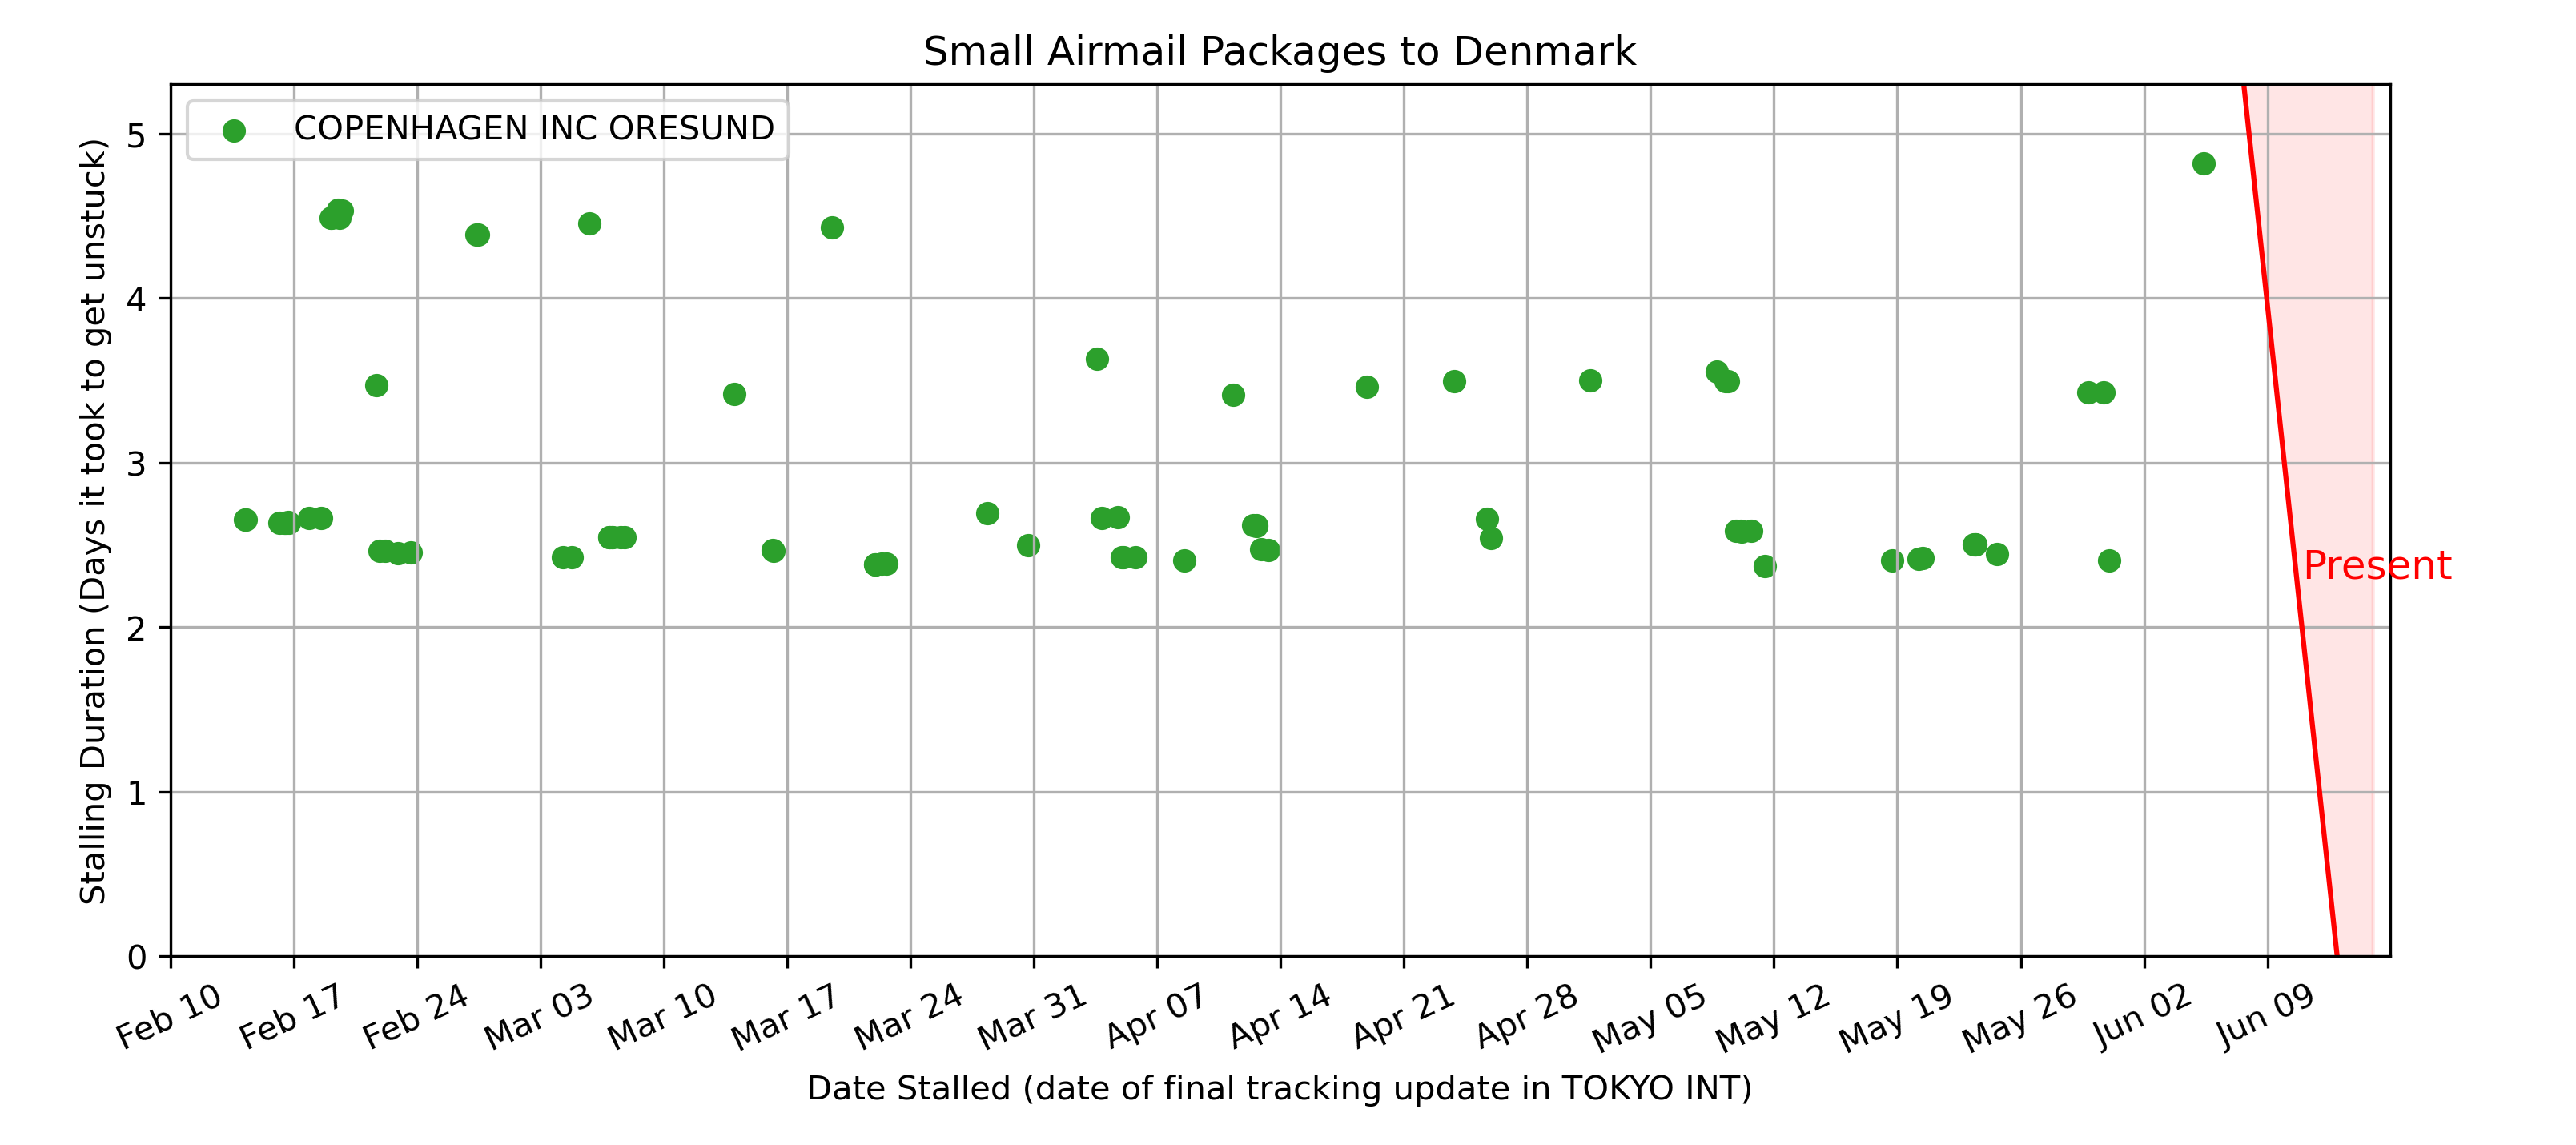 Small Airmail Packages to Denmark
COPENHAGEN INC ORESUND
Stalling Duration (Days it took to get unstuck)
5
4
3
2
1
0
Present
Feb 10
Feb 17
Feb 24
Mar 03
Mar 10
Mar 17
Mar 24
Mar 31
Apr 07
Apr 14
Apr 21
Apr 28
May 05
May 12
May 19
May 26
Jun 02
Jun 09
Date Stalled (date of final tracking update in TOKYO INT)